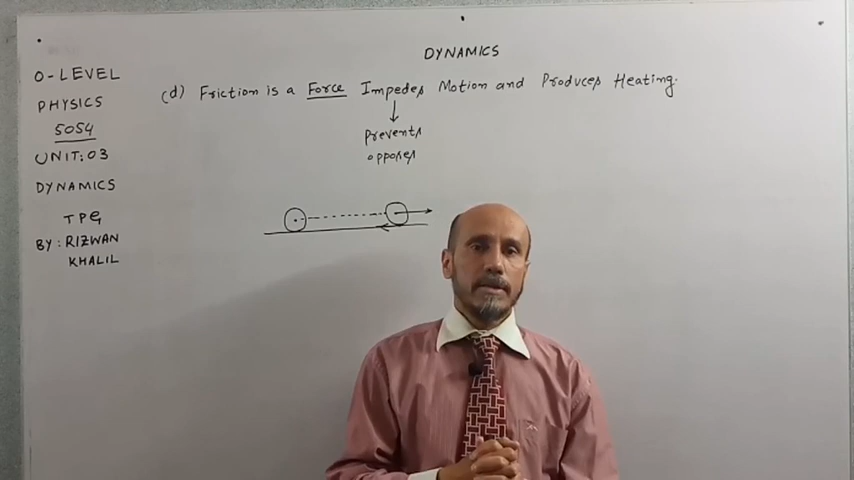 DYNAMICS
O-LEVEL
PHYSICS
5054
UNIT:03
DYNAMICS
TPG
BY: RIZWAN
KHALIL
(d) Friction is a Force Impedes Motion and Produces Heating.
Prevents
opposes